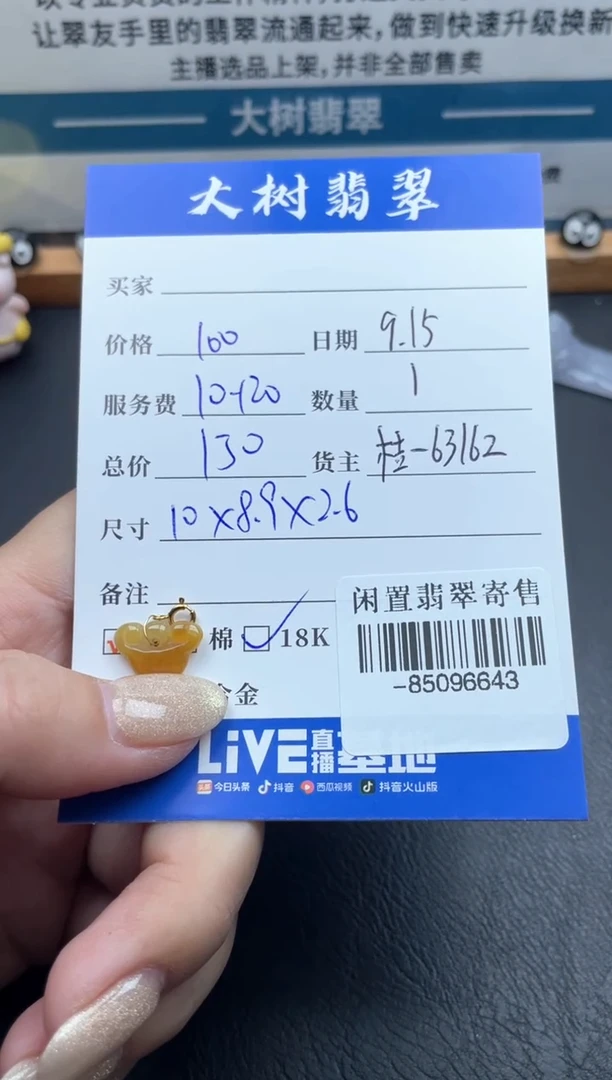 让翠友手里的翡翠流通起来,做到快速升级换新
主播选品上架,并非全部售卖
大树翡翠
大树翡翠
买家
价格 100 日期 9.15
服务费 10+20 数量 1
总价 130 货主 桂-63162
尺寸 10×8.9×2.6
备注
棉 18K
合金
闲置翡翠寄售
-85096643
LiVE 直播基地
今日头条 抖音 西瓜视频 抖音火山版